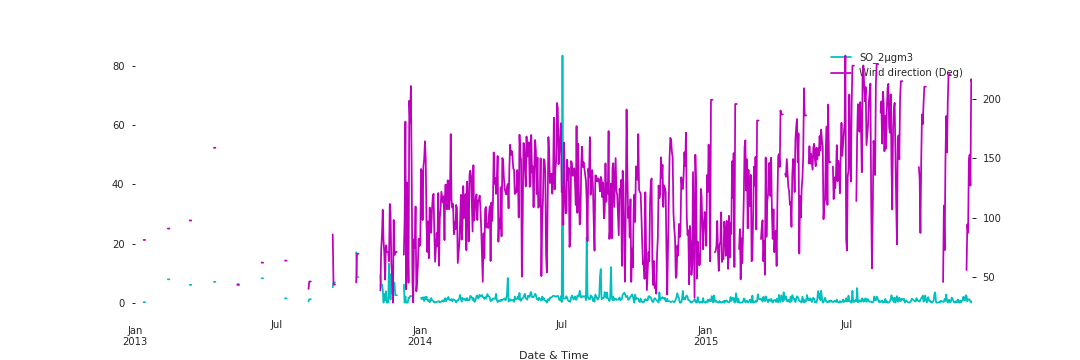 80
60
40
20
0
SO_2µgm3
Wind direction (Deg)
200
150
100
50
Jan
2013
Jul
Jan
2014
Jul
Jan
2015
Jul
Date & Time